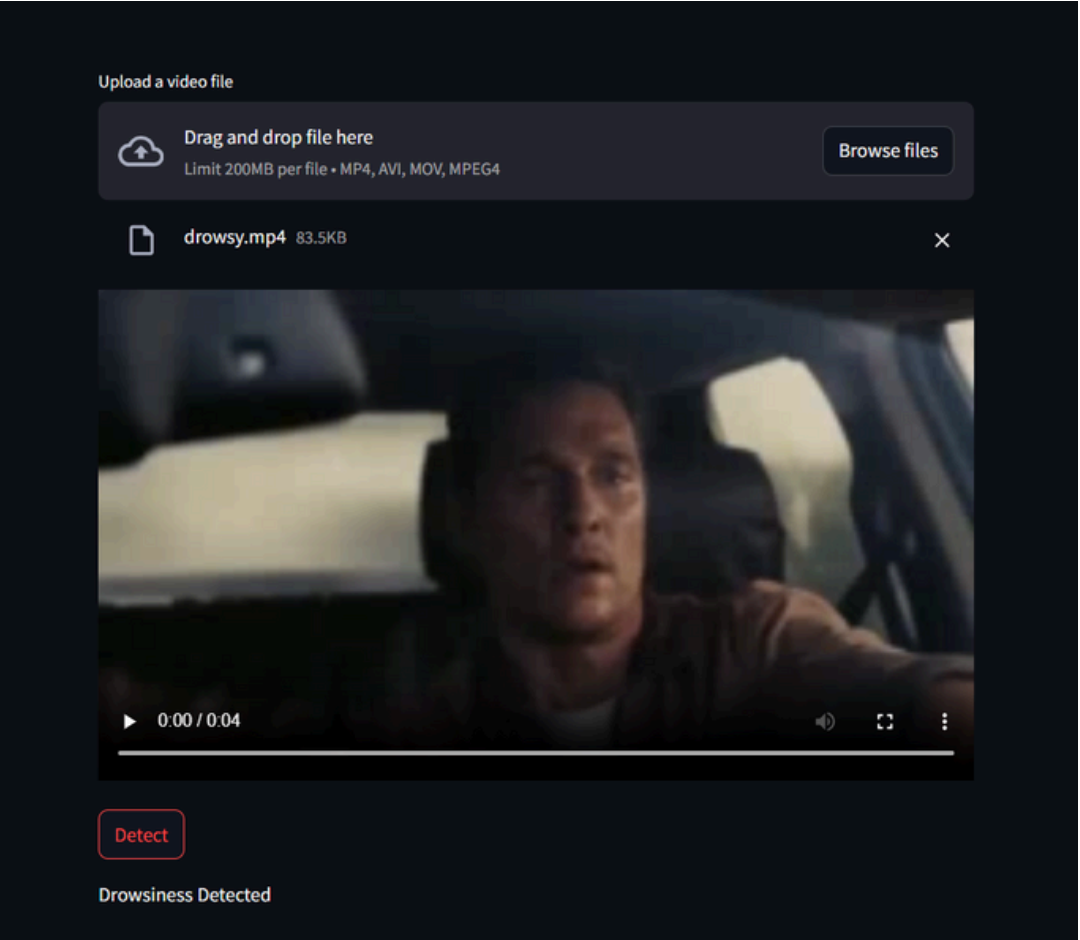 Upload a video file
Drag and drop file here
Limit 200MB per file • MP4, AVI, MOV, MPEG4
Browse files
drowsy.mp4 83.5KB
0:00 / 0:04
Detect
Drowsiness Detected